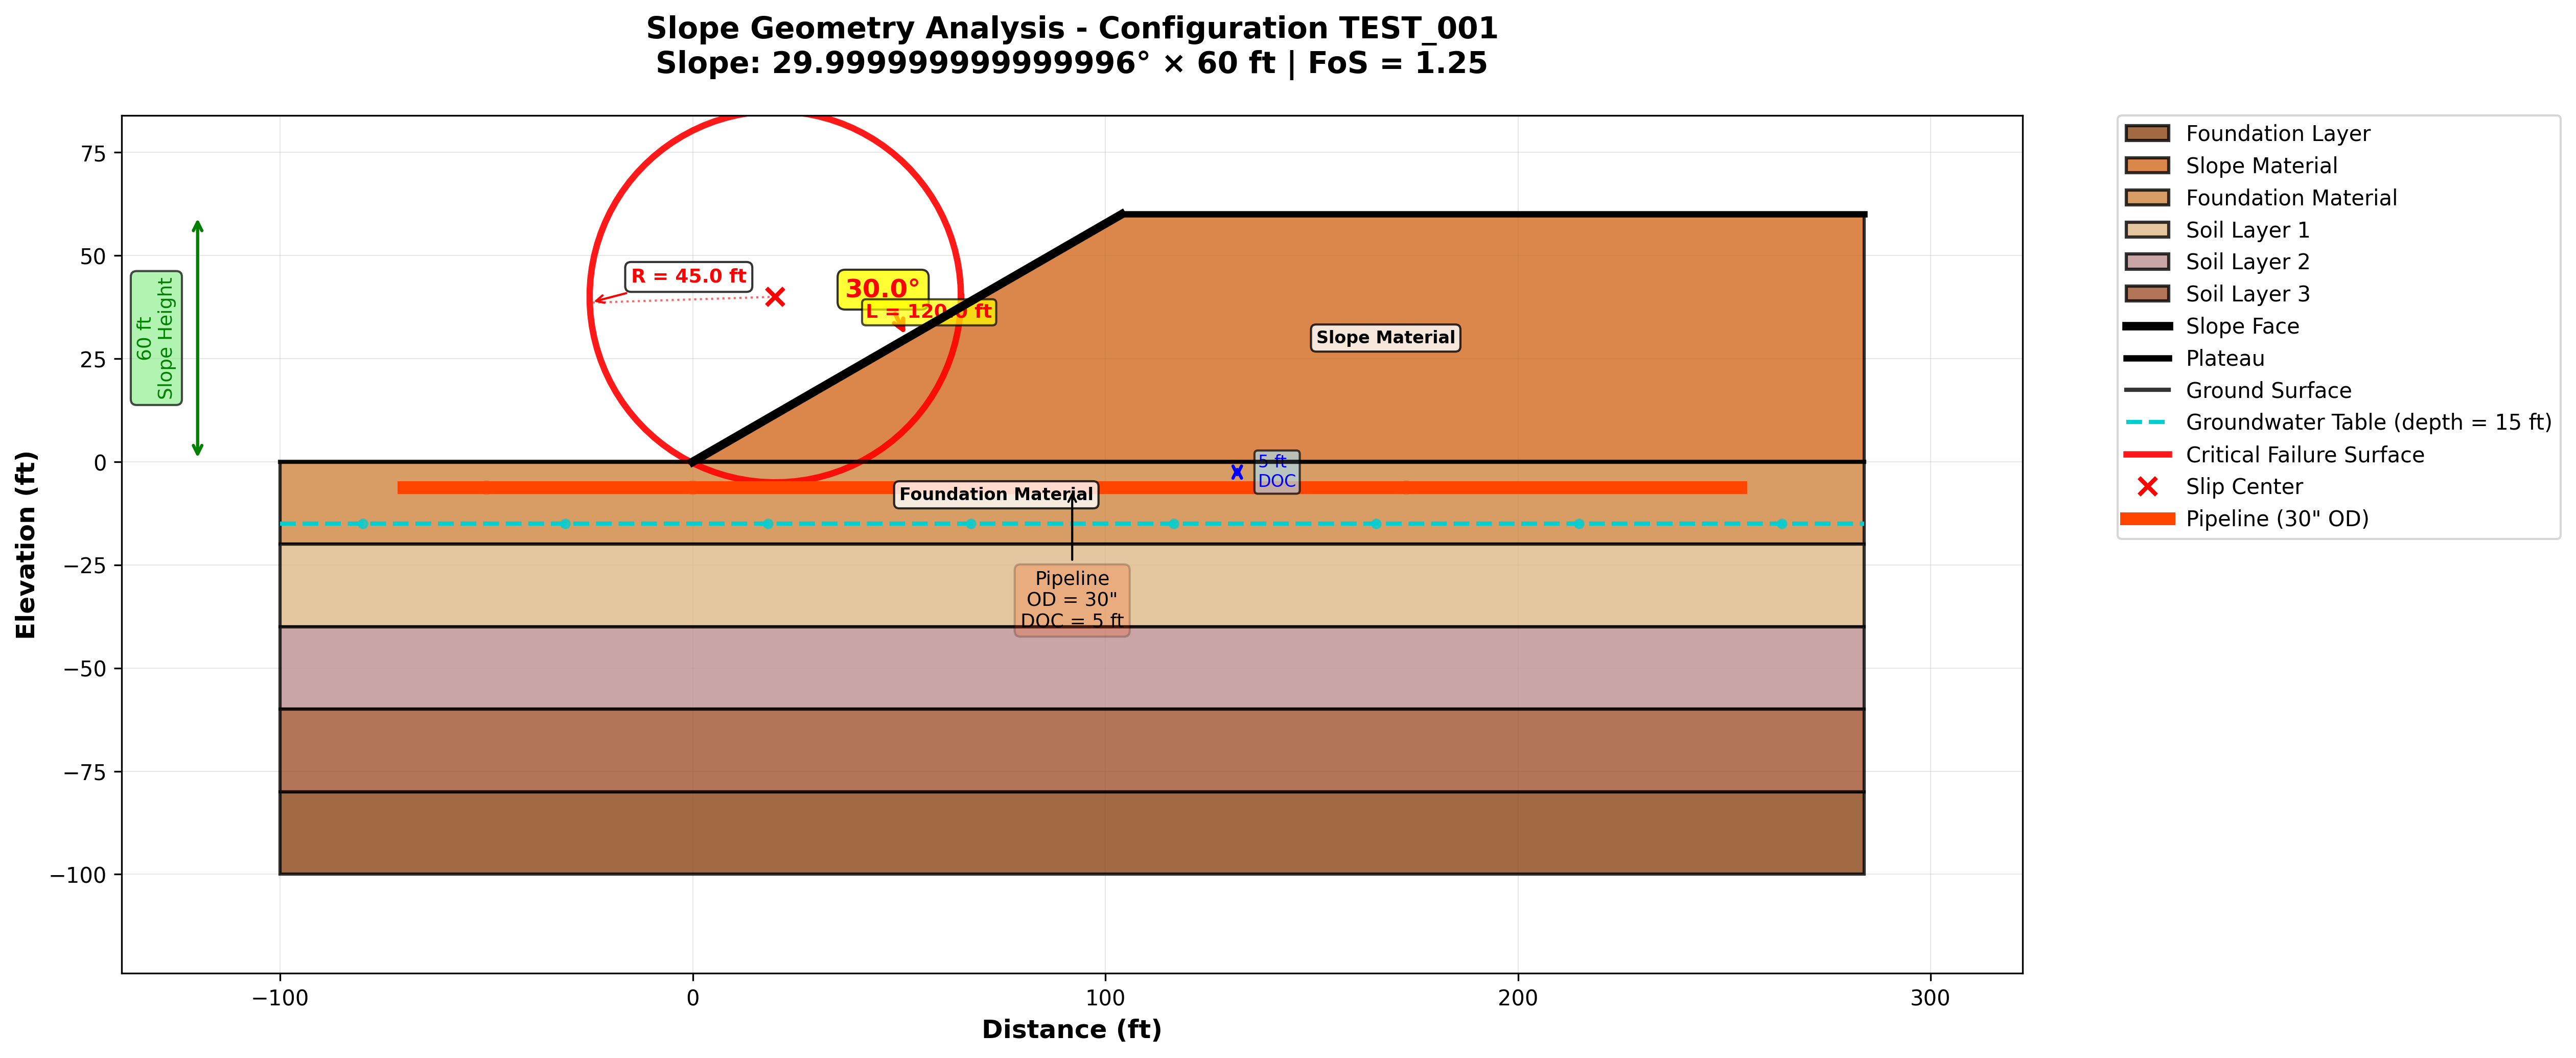 Slope Geometry Analysis - Configuration TEST_001
Slope: 29.999999999999996° × 60 ft | FoS = 1.25
Elevation (ft)
75
50
25
0
−25
−50
−75
−100
60 ft
Slope Height
R = 45.0 ft
30.0°
L = 120.0 ft
Slope Material
5 ft
DOC
Foundation Material
Pipeline
OD = 30"
DOC = 5 ft
−100
0
100
200
300
Distance (ft)
Foundation Layer
Slope Material
Foundation Material
Soil Layer 1
Soil Layer 2
Soil Layer 3
Slope Face
Plateau
Ground Surface
Groundwater Table (depth = 15 ft)
Critical Failure Surface
Slip Center
Pipeline (30" OD)